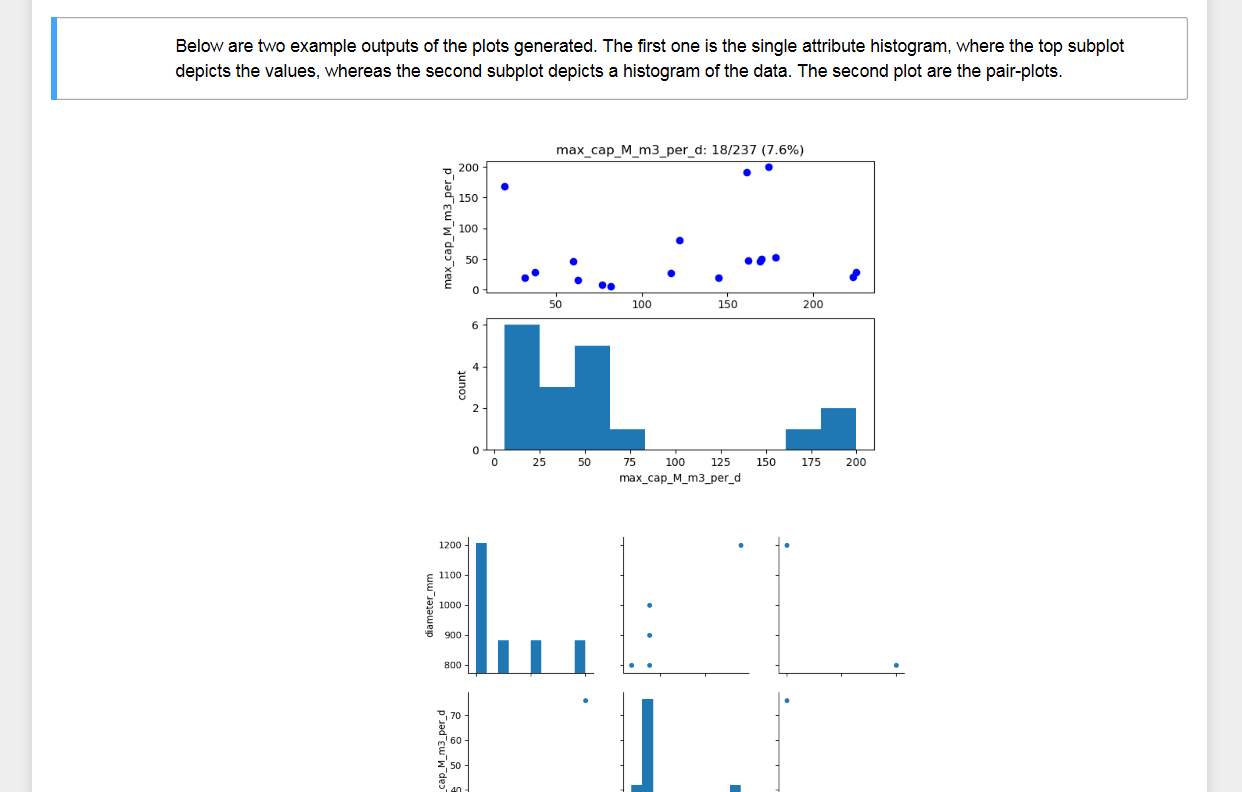 Below are two example outputs of the plots generated. The first one is the single attribute histogram, where the top subplot
depicts the values, whereas the second subplot depicts a histogram of the data. The second plot are the pair-plots.
max_cap_M_m3_per_d: 18/237 (7.6%)
max_cap_M_m3_per_d
200
150
100
50
0
50 100 150 200
count
6
4
2
0
0 25 50 75 100 125 150 175 200
max_cap_M_m3_per_d
diameter_mm
1200
1100
1000
900
800
cap_M_m3_per_d
70
60
50
40